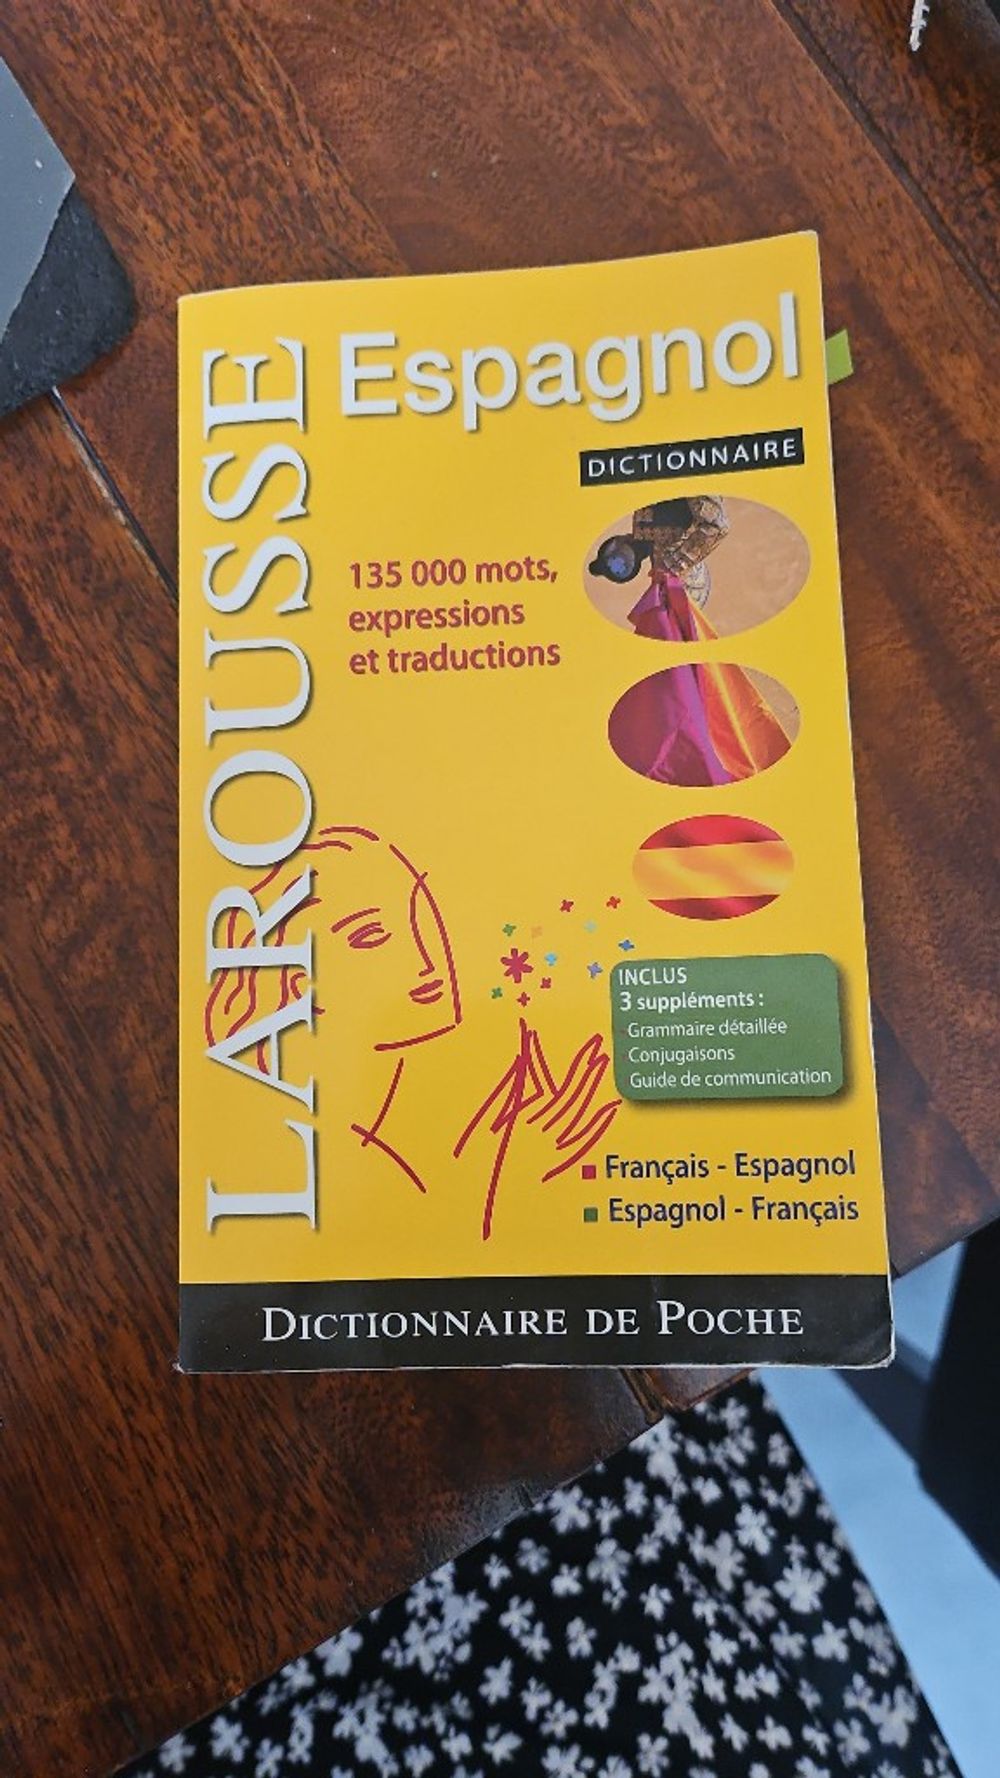 LAROUSSE
Espagnol
DICTIONNAIRE
135 000 mots,
expressions
et traductions
INCLUS
3 suppléments :
Grammaire détaillée
Conjugaisons
Guide de communication
Français - Espagnol
Espagnol - Français
DICTIONNAIRE DE POCHE